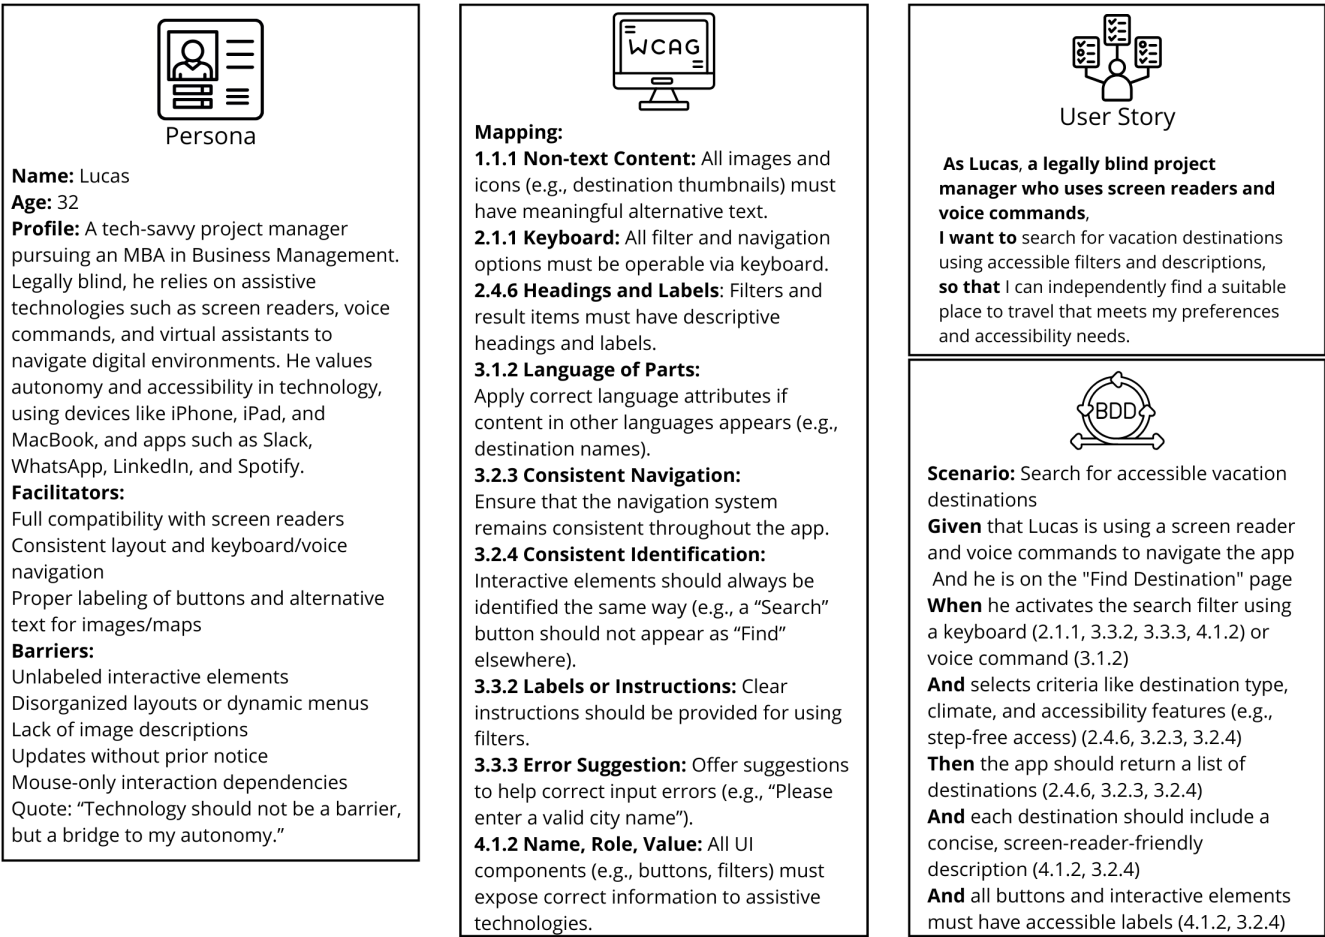 Persona
Name: Lucas
Age: 32
Profile: A tech-savvy project manager
pursuing an MBA in Business Management.
Legally blind, he relies on assistive
technologies such as screen readers, voice
commands, and virtual assistants to
navigate digital environments. He values
autonomy and accessibility in technology,
using devices like iPhone, iPad, and
MacBook, and apps such as Slack,
WhatsApp, LinkedIn, and Spotify.
Facilitators:
Full compatibility with screen readers
Consistent layout and keyboard/voice
navigation
Proper labeling of buttons and alternative
text for images/maps
Barriers:
Unlabeled interactive elements
Disorganized layouts or dynamic menus
Lack of image descriptions
Updates without prior notice
Mouse-only interaction dependencies
Quote: “Technology should not be a barrier,
but a bridge to my autonomy.”
WCAG
Mapping:
1.1.1 Non-text Content: All images and
icons (e.g., destination thumbnails) must
have meaningful alternative text.
2.1.1 Keyboard: All filter and navigation
options must be operable via keyboard.
2.4.6 Headings and Labels: Filters and
result items must have descriptive
headings and labels.
3.1.2 Language of Parts:
Apply correct language attributes if
content in other languages appears (e.g.,
destination names).
3.2.3 Consistent Navigation:
Ensure that the navigation system
remains consistent throughout the app.
3.2.4 Consistent Identification:
Interactive elements should always be
identified the same way (e.g., a “Search”
button should not appear as “Find”
elsewhere).
3.3.2 Labels or Instructions: Clear
instructions should be provided for using
filters.
3.3.3 Error Suggestion: Offer suggestions
to help correct input errors (e.g., “Please
enter a valid city name”).
4.1.2 Name, Role, Value: All UI
components (e.g., buttons, filters) must
expose correct information to assistive
technologies.
User Story
As Lucas, a legally blind project
manager who uses screen readers and
voice commands,
I want to search for vacation destinations
using accessible filters and descriptions,
so that I can independently find a suitable
place to travel that meets my preferences
and accessibility needs.
BDD
Scenario: Search for accessible vacation
destinations
Given that Lucas is using a screen reader
and voice commands to navigate the app
And he is on the "Find Destination" page
When he activates the search filter using
a keyboard (2.1.1, 3.3.2, 3.3.3, 4.1.2) or
voice command (3.1.2)
And selects criteria like destination type,
climate, and accessibility features (e.g.,
step-free access) (2.4.6, 3.2.3, 3.2.4)
Then the app should return a list of
destinations (2.4.6, 3.2.3, 3.2.4)
And each destination should include a
concise, screen-reader-friendly
description (4.1.2, 3.2.4)
And all buttons and interactive elements
must have accessible labels (4.1.2, 3.2.4)